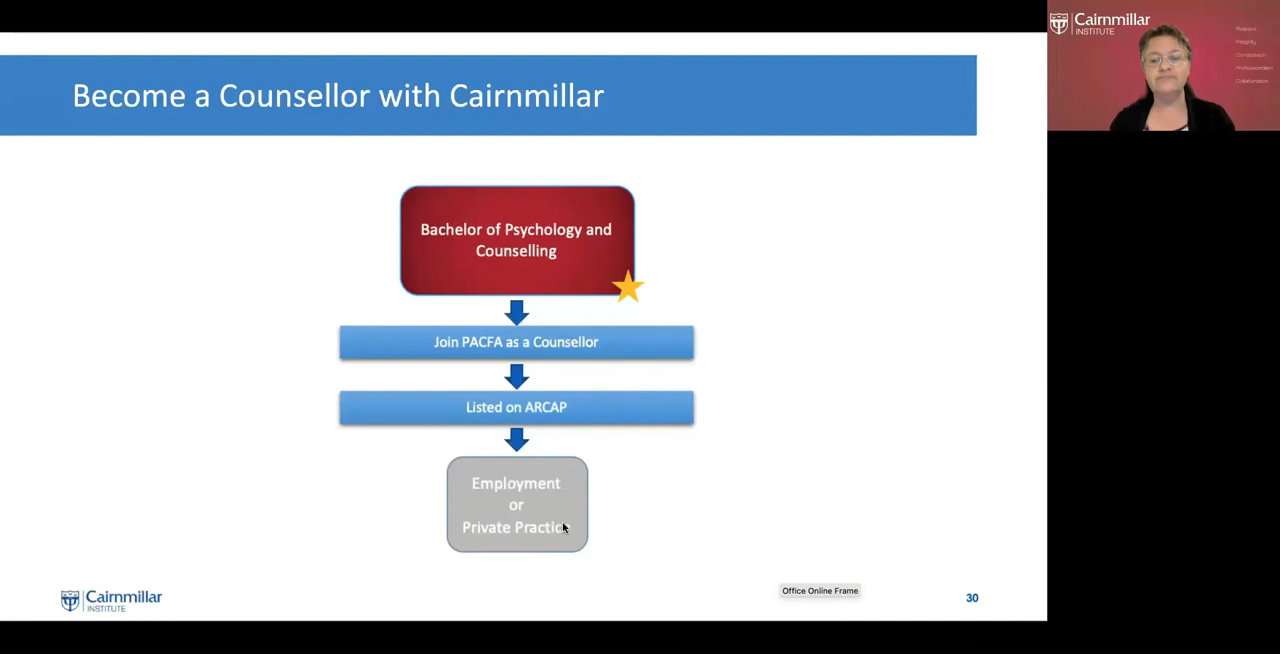 Become a Counsellor with Cairnmillar
Bachelor of Psychology and
Counselling
Join PACFA as a Counsellor
Listed on ARCAP
Employment
or
Private Practice
Cairnmillar
INSTITUTE
Office Online Frame
30
Cairnmillar
INSTITUTE
Respect
Integrity
Compassion
Professionalism
Collaboration